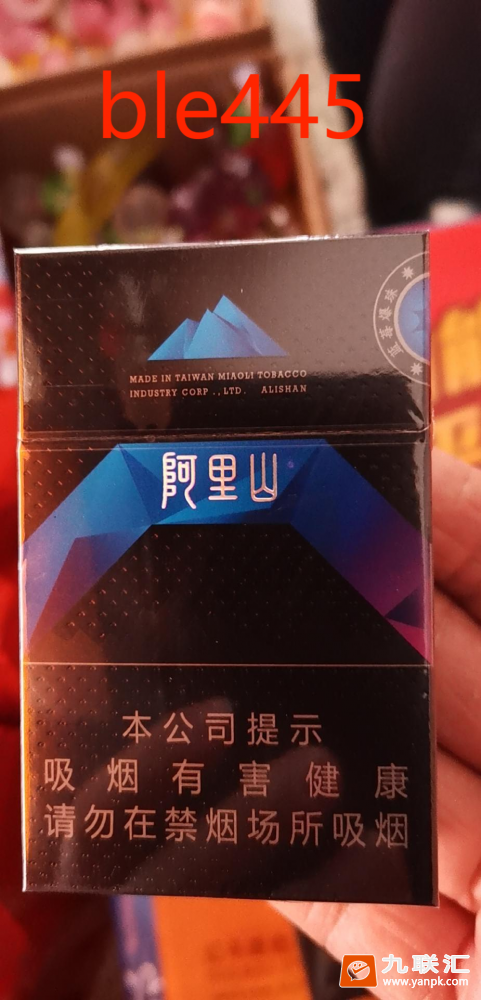 ble445
MADE IN TAIWAN MIAOLI TOBACCO
INDUSTRY CORP ., LTD. ALISHAN
阿里山
本公司提示
吸烟有害健康
请勿在禁烟场所吸烟
九联汇
www.yanpk.com